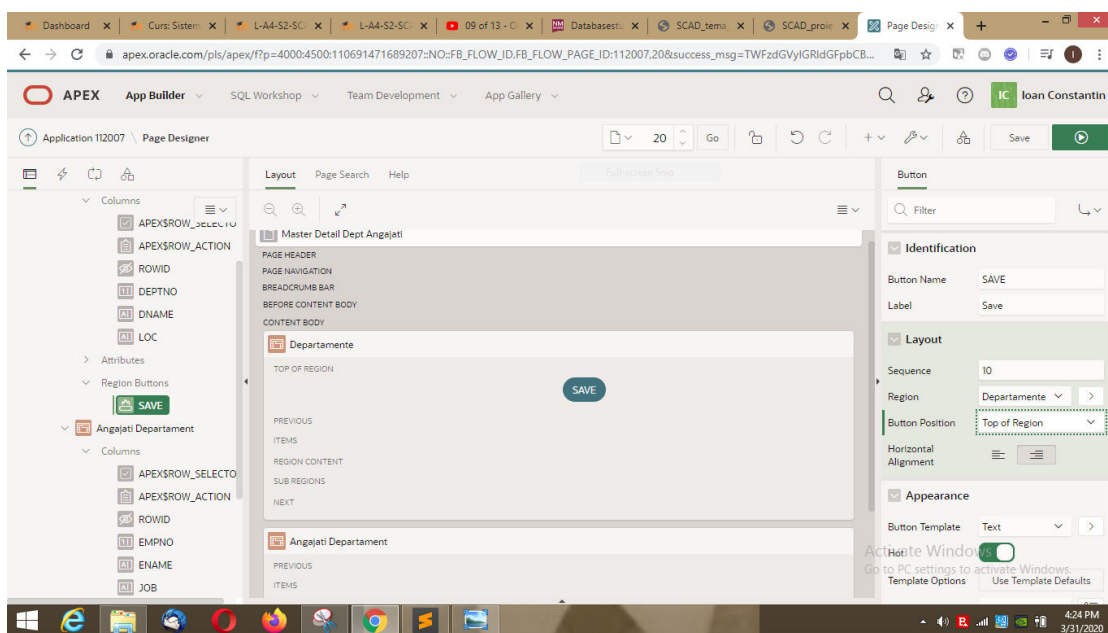 Dashboard
Curs: Sistem
L-A4-S2-SC
L-A4-S2-SC
09 of 13 - O
Databasestu
SCAD_tema
SCAD_proie
Page Design
apex.oracle.com/pls/apex/f?p=4000:4500:110691471689207::NO::FB_FLOW_ID,FB_FLOW_PAGE_ID:112007,20&success_msg=TWFzdGVyIGRldGFpbCB...
APEX App Builder SQL Workshop Team Development App Gallery IC Ioan Constantin
Application 112007 \ Page Designer 20 Go Save
Layout Page Search Help
Full-screen Snip
Button
Columns
APEX$ROW_SELECTO
APEX$ROW_ACTION
ROWID
DEPTNO
DNAME
LOC
Attributes
Region Buttons
SAVE
Angajati Departament
Columns
APEX$ROW_SELECTO
APEX$ROW_ACTION
ROWID
EMPNO
ENAME
JOB
Master Detail Dept Angajati
PAGE HEADER
PAGE NAVIGATION
BREADCRUMB BAR
BEFORE CONTENT BODY
CONTENT BODY
Departamente
TOP OF REGION
SAVE
PREVIOUS
ITEMS
REGION CONTENT
SUB REGIONS
NEXT
Angajati Departament
PREVIOUS
ITEMS
Filter
Identification
Button Name SAVE
Label Save
Layout
Sequence 10
Region Departamente
Button Position Top of Region
Horizontal
Alignment
Appearance
Button Template Text
Hot
Activate Windows
Go to PC settings to activate Windows.
Template Options Use Template Defaults
4:24 PM
3/31/2020